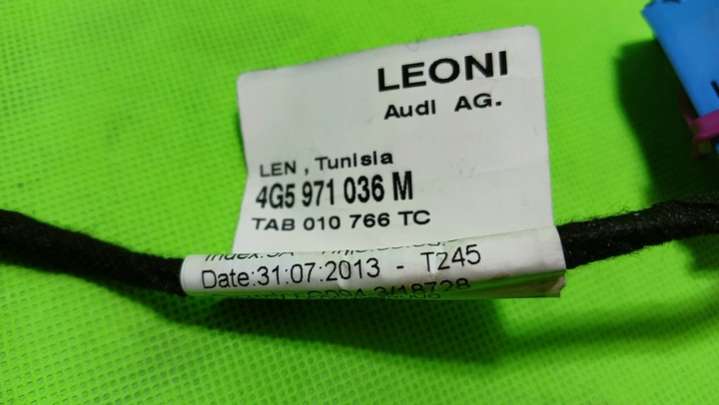 LEONI
Audi AG.
LEN , Tunisia
4G5 971 036 M
TAB 010 766 TC
Date:31:07:2013 - T245